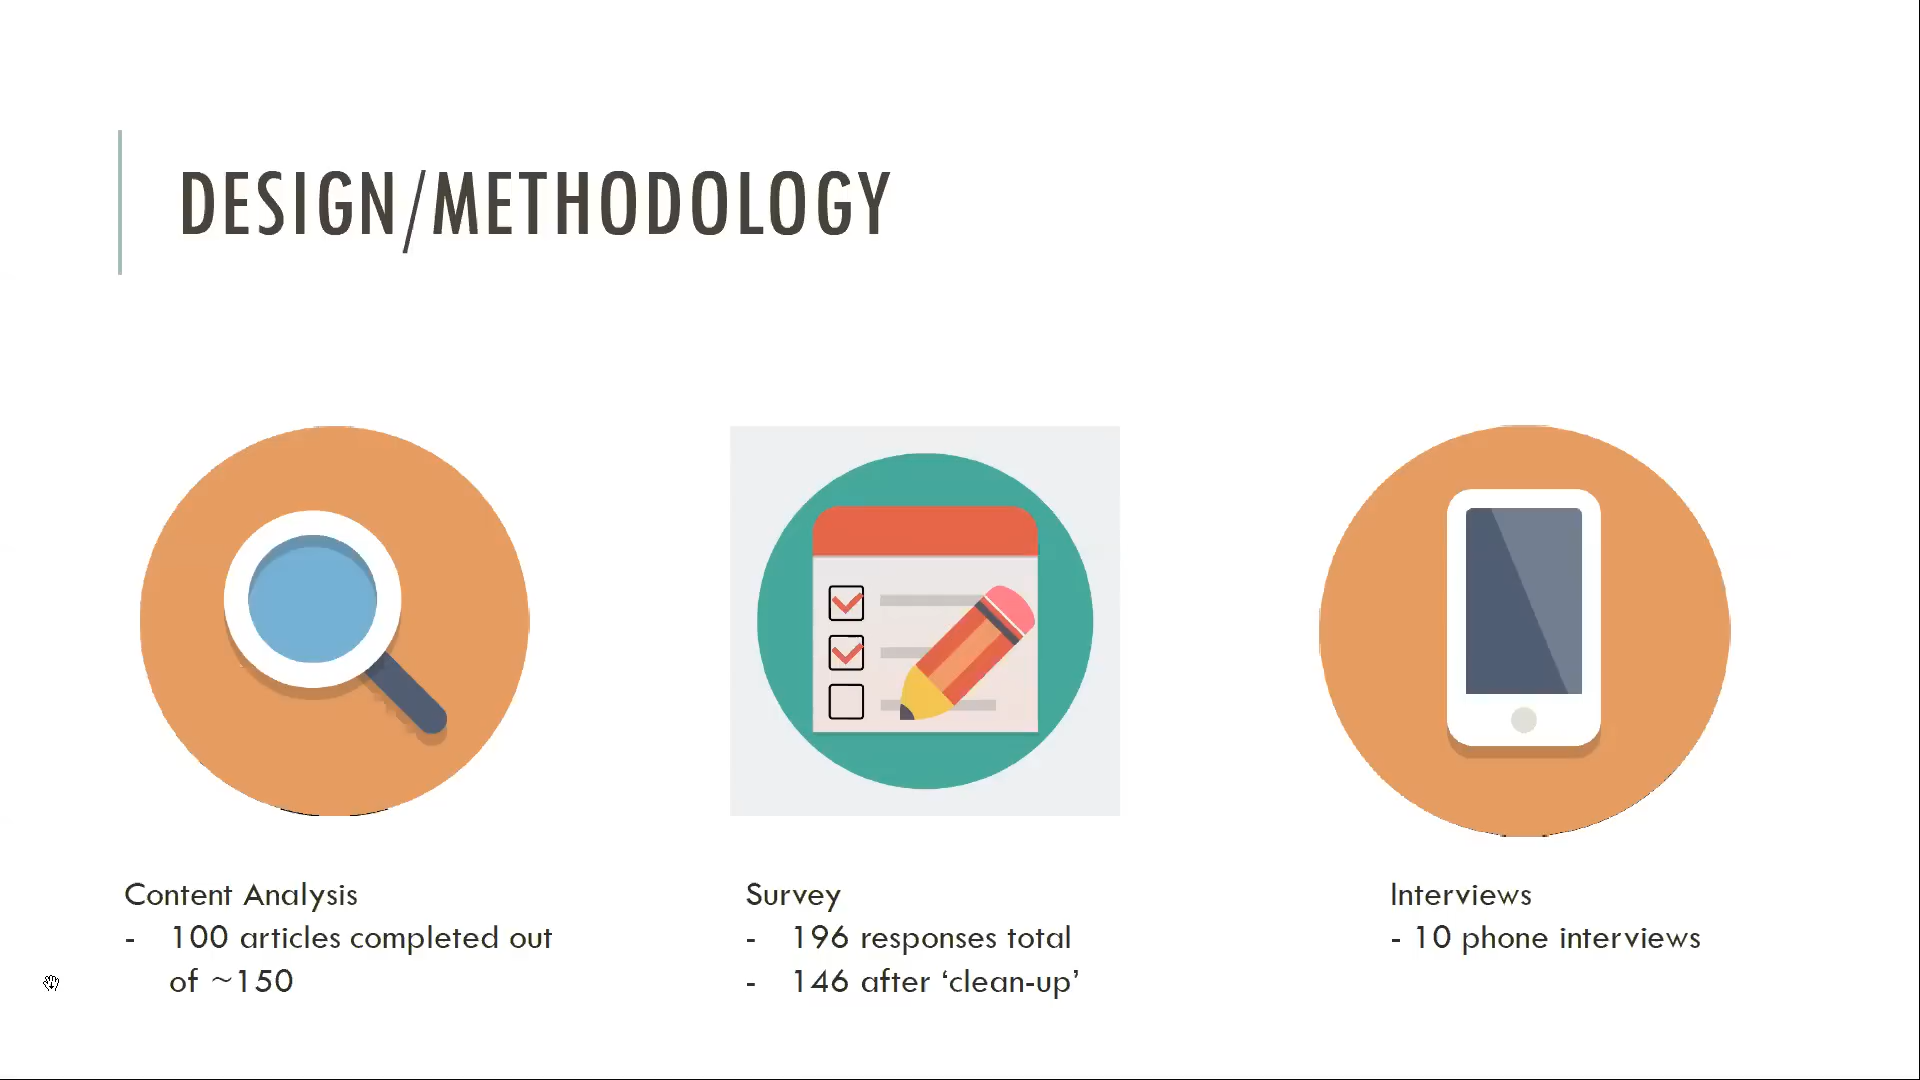 DESIGN/METHODOLOGY
Content Analysis
- 100 articles completed out
of ~150
Survey
- 196 responses total
- 146 after ‘clean-up’
Interviews
- 10 phone interviews